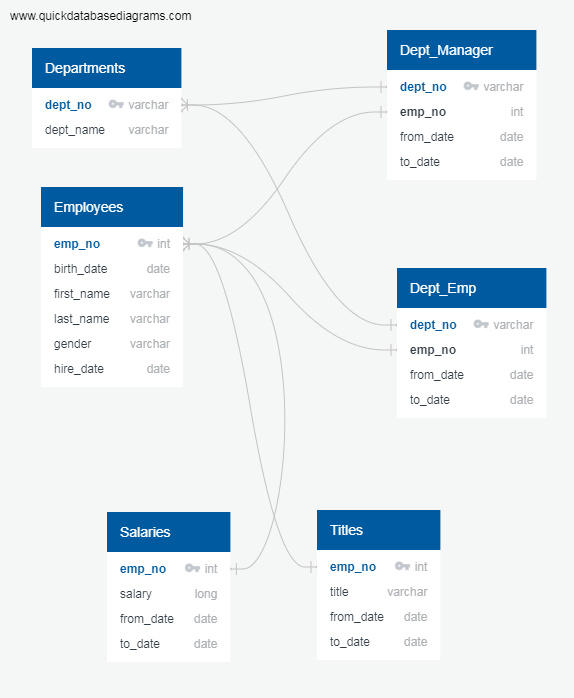 www.quickdatabasediagrams.com
Departments
dept_no varchar
dept_name varchar
Dept_Manager
dept_no varchar
emp_no int
from_date date
to_date date
Employees
emp_no int
birth_date date
first_name varchar
last_name varchar
gender varchar
hire_date date
Dept_Emp
dept_no varchar
emp_no int
from_date date
to_date date
Salaries
emp_no int
salary long
from_date date
to_date date
Titles
emp_no int
title varchar
from_date date
to_date date